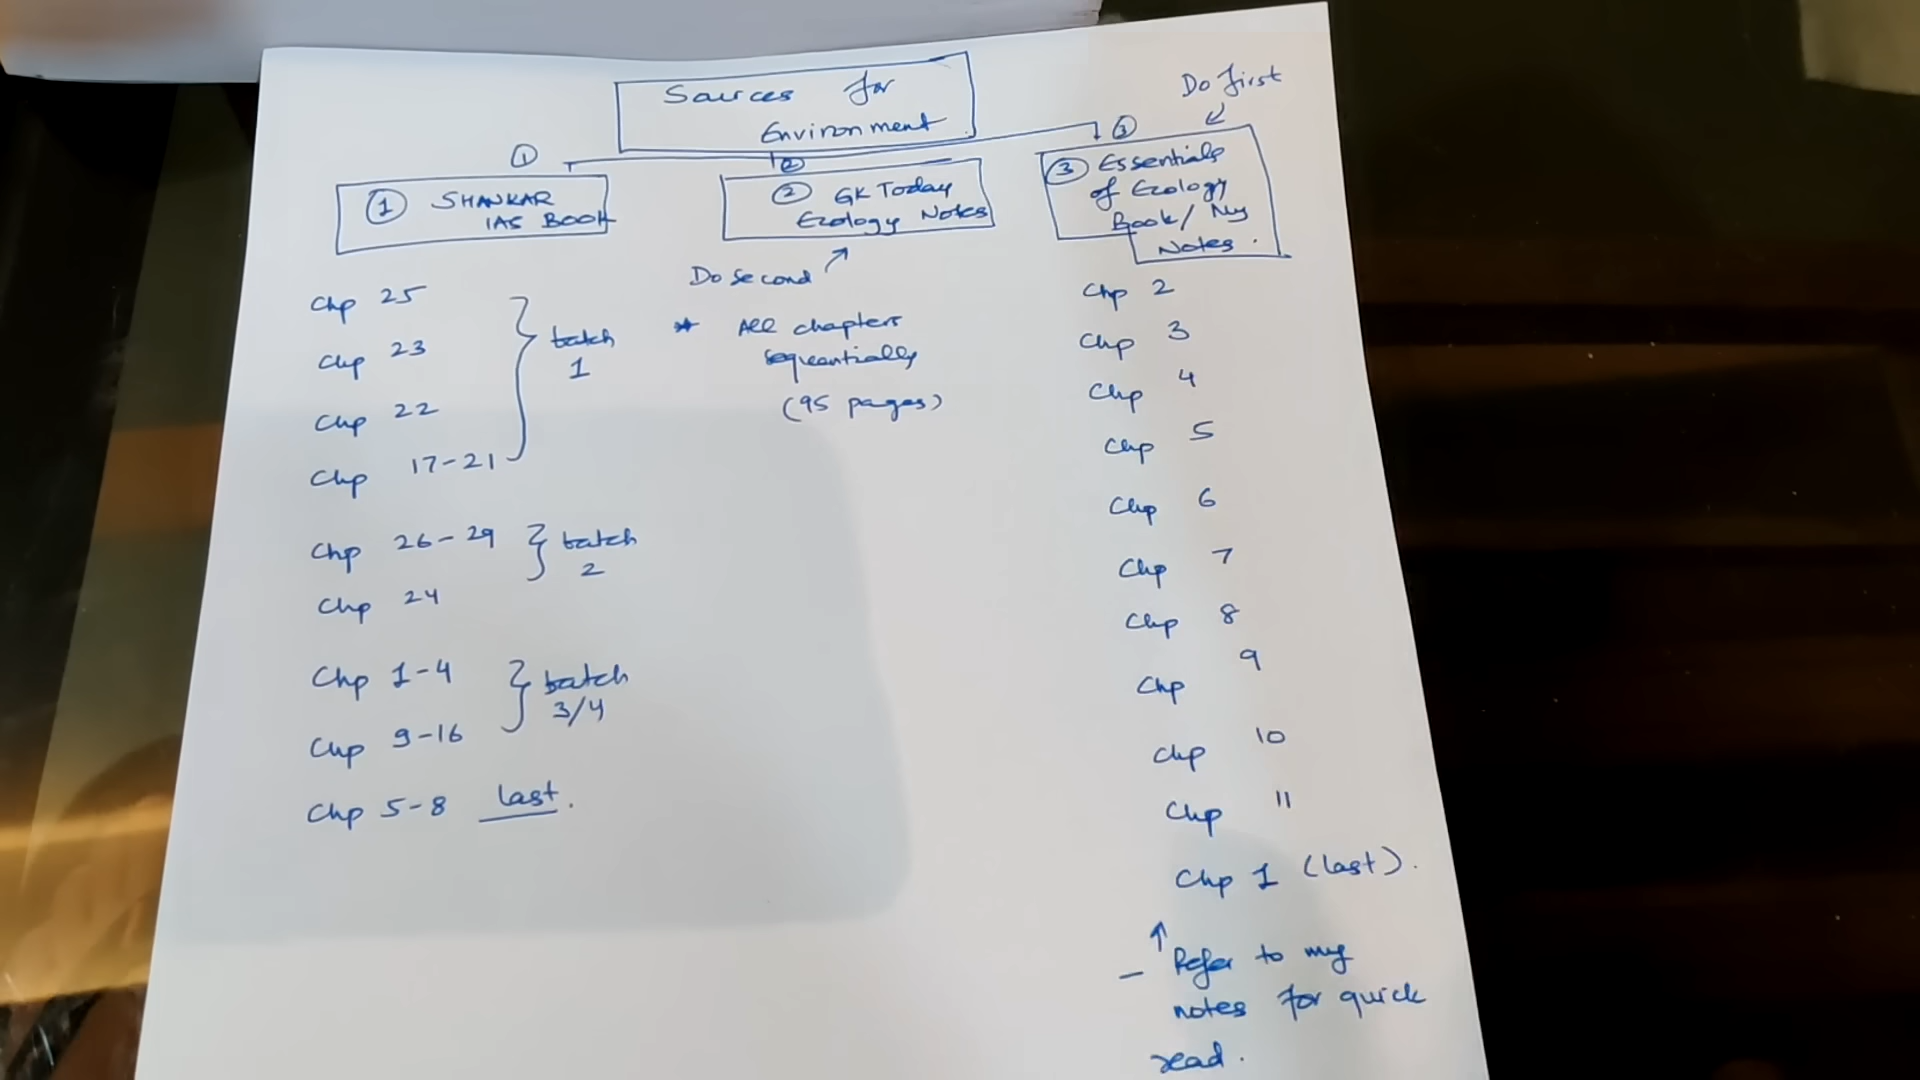 Sources for
Environment
Do first
①
②
③
① SHANKAR
IAS BOOK
② GK Today
Ecology Notes
③ Essentials
of Ecology
Book/ My
Notes.
Do second
Chp 25
Chp 23
Chp 22
Chp 17-21
batch
1
Chp 26-29
Chp 24
batch
2
Chp 1-4
Chp 9-16
batch
3/4
Chp 5-8 last.
* All chapters
sequentially
(95 pages)
Chp 2
Chp 3
Chp 4
Chp 5
Chp 6
Chp 7
Chp 8
Chp 9
Chp 10
Chp 11
Chp 1 (last).
- Refer to my
notes for quick
read.